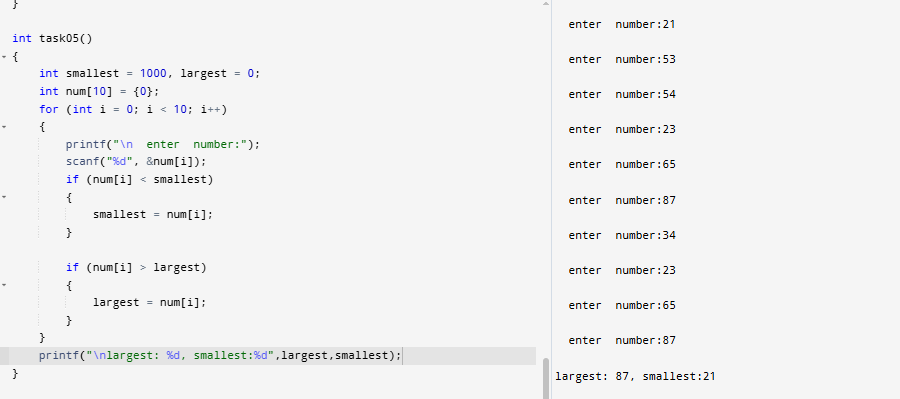 }
int task05()
{
int smallest = 1000, largest = 0;
int num[10] = {0};
for (int i = 0; i < 10; i++)
{
printf("\n  enter  number:");
scanf("%d", &num[i]);
if (num[i] < smallest)
{
smallest = num[i];
}
if (num[i] > largest)
{
largest = num[i];
}
}
printf("\nlargest: %d, smallest:%d",largest,smallest);
}
enter  number:21
enter  number:53
enter  number:54
enter  number:23
enter  number:65
enter  number:87
enter  number:34
enter  number:23
enter  number:65
enter  number:87
largest: 87, smallest:21